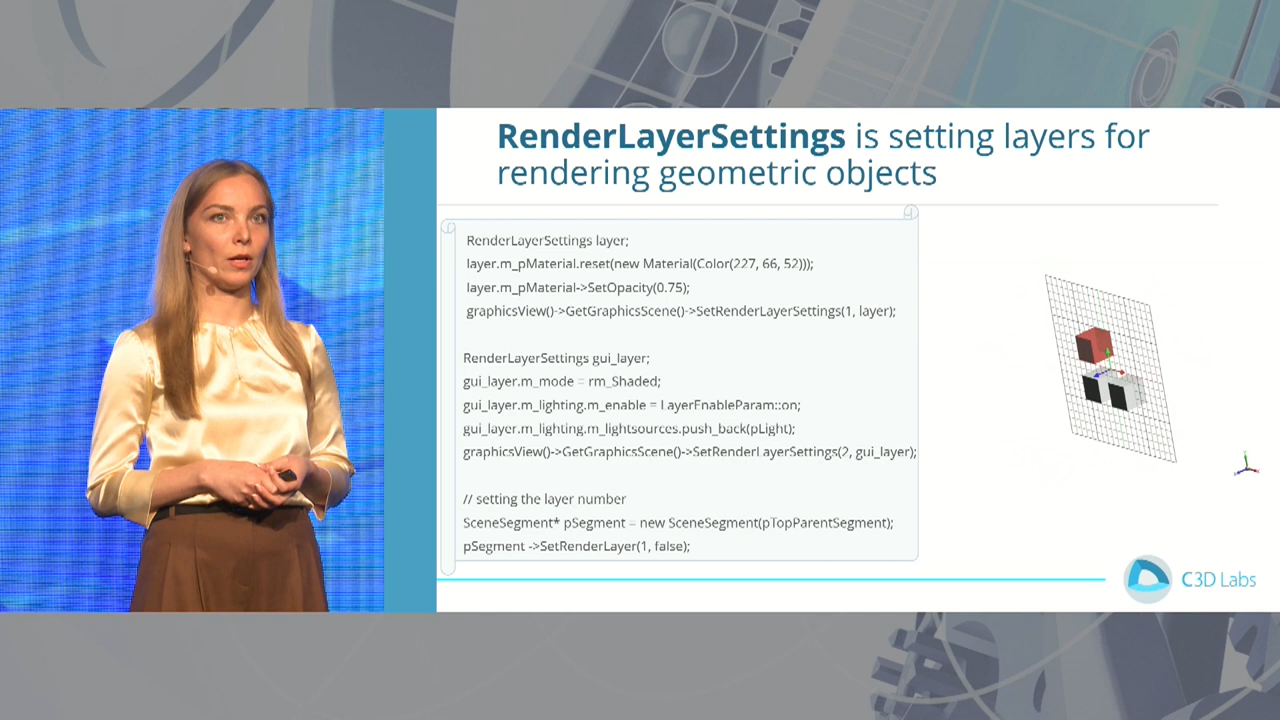 RenderLayerSettings is setting layers for
rendering geometric objects
RenderLayerSettings layer;
layer.m_pMaterial.reset(new Material(Color(227, 66, 52)));
layer.m_pMaterial->SetOpacity(0.75);
graphicsView()->GetGraphicsScene()->SetRenderLayerSettings(1, layer);
RenderLayerSettings gui_layer;
gui_layer.m_mode = rm_Shaded;
gui_layer.m_lighting.m_enable = LayerEnableParam::on;
gui_layer.m_lighting.m_lightsources.push_back(pLight);
graphicsView()->GetGraphicsScene()->SetRenderLayerSettings(2, gui_layer);
// setting the layer number
SceneSegment* pSegment = new SceneSegment(pTopParentSegment);
pSegment ->SetRenderLayer(1, false);
C3D Labs